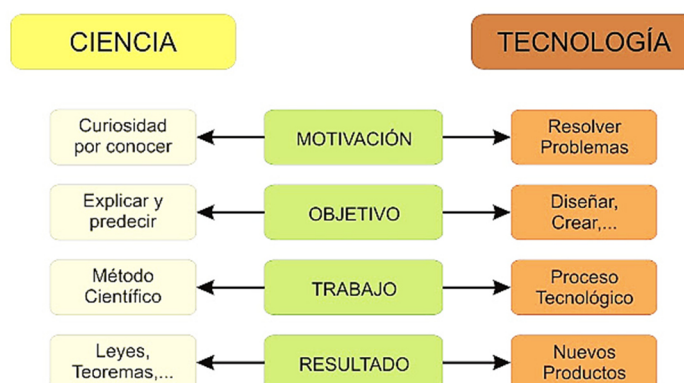 CIENCIA
TECNOLOGÍA
Curiosidad
por conocer
MOTIVACIÓN
Resolver
Problemas
Explicar y
predecir
OBJETIVO
Diseñar,
Crear,...
Método
Científico
TRABAJO
Proceso
Tecnológico
Leyes,
Teoremas,...
RESULTADO
Nuevos
Productos